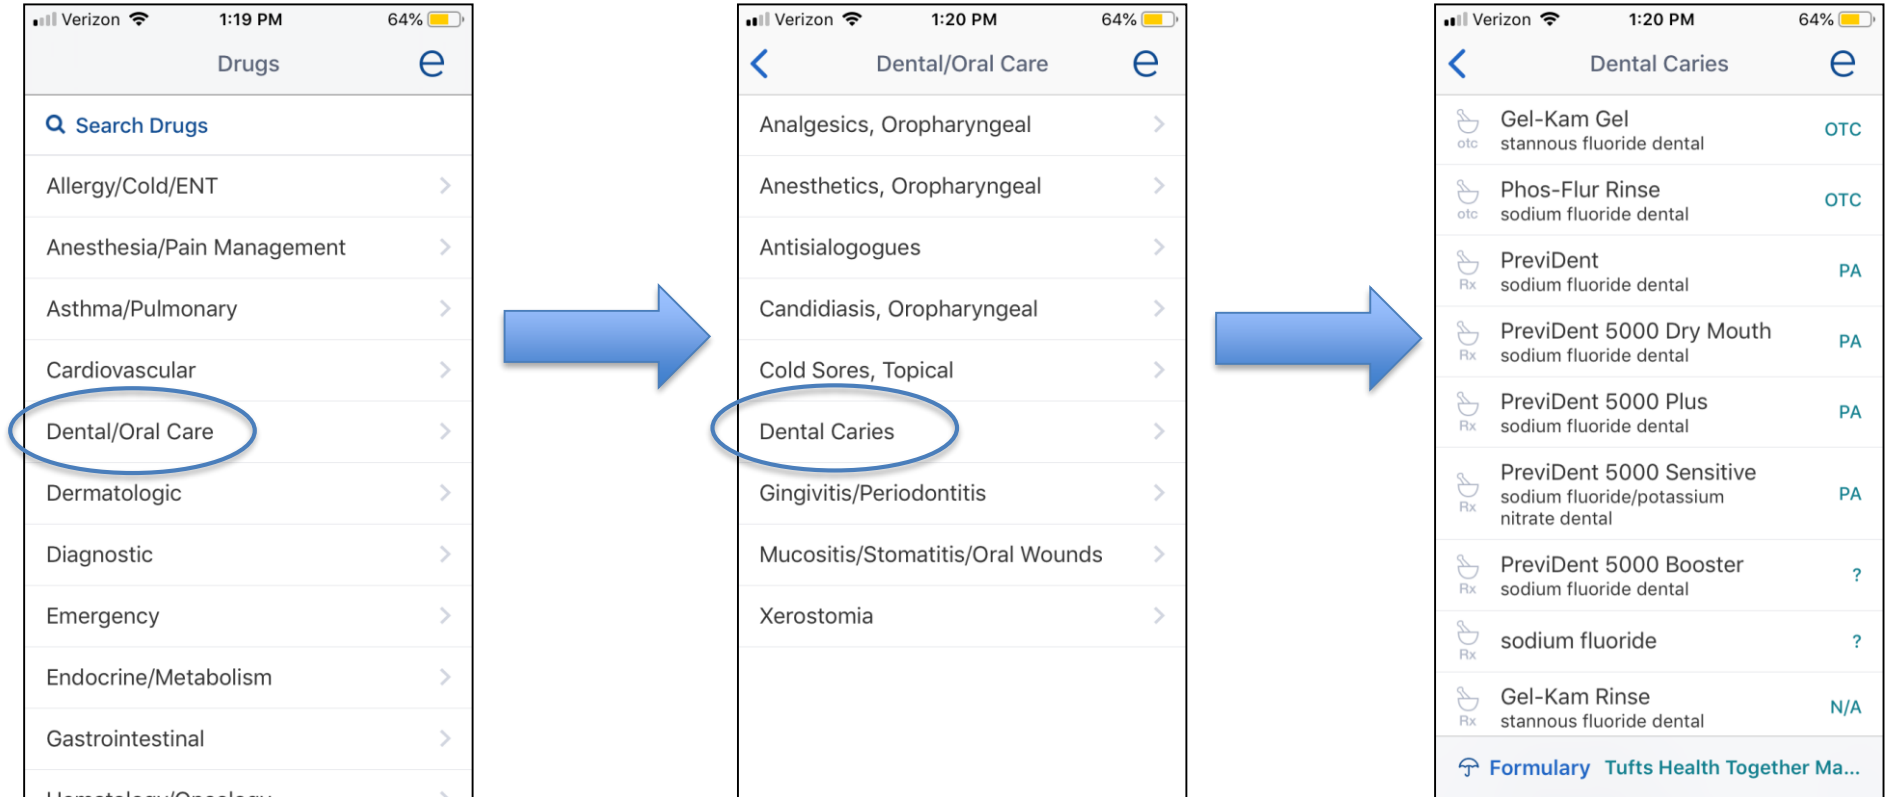 Verizon 1:19 PM 64%
Drugs e
Search Drugs
Allergy/Cold/ENT
Anesthesia/Pain Management
Asthma/Pulmonary
Cardiovascular
Dental/Oral Care
Dermatologic
Diagnostic
Emergency
Endocrine/Metabolism
Gastrointestinal
Hematology/Oncology
Verizon 1:20 PM 64%
Dental/Oral Care e
Analgesics, Oropharyngeal
Anesthetics, Oropharyngeal
Antisialogogues
Candidiasis, Oropharyngeal
Cold Sores, Topical
Dental Caries
Gingivitis/Periodontitis
Mucositis/Stomatitis/Oral Wounds
Xerostomia
Verizon 1:20 PM 64%
Dental Caries e
Gel-Kam Gel
otc stannous fluoride dental OTC
Phos-Flur Rinse
otc sodium fluoride dental OTC
PreviDent
Rx sodium fluoride dental PA
PreviDent 5000 Dry Mouth
Rx sodium fluoride dental PA
PreviDent 5000 Plus
Rx sodium fluoride dental PA
PreviDent 5000 Sensitive
sodium fluoride/potassium PA
Rx nitrate dental
PreviDent 5000 Booster
Rx sodium fluoride dental ?
sodium fluoride ?
Rx
Gel-Kam Rinse
Rx stannous fluoride dental N/A
Formulary Tufts Health Together Ma...